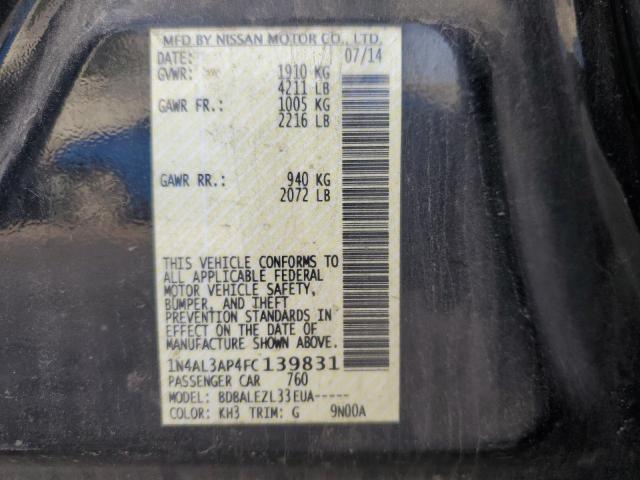 MFD BY NISSAN MOTOR CO., LTD.
DATE: 07/14
GVWR: 1910 KG
4211 LB
GAWR FR.: 1005 KG
2216 LB
GAWR RR.: 940 KG
2072 LB
THIS VEHICLE CONFORMS TO
ALL APPLICABLE FEDERAL
MOTOR VEHICLE SAFETY,
BUMPER, AND THEFT
PREVENTION STANDARDS IN
EFFECT ON THE DATE OF
MANUFACTURE SHOWN ABOVE.
1N4AL3AP4FC139831
PASSENGER CAR 760
MODEL: BDBALEZL33EUA-----
COLOR: KH3 TRIM: G 9N00A